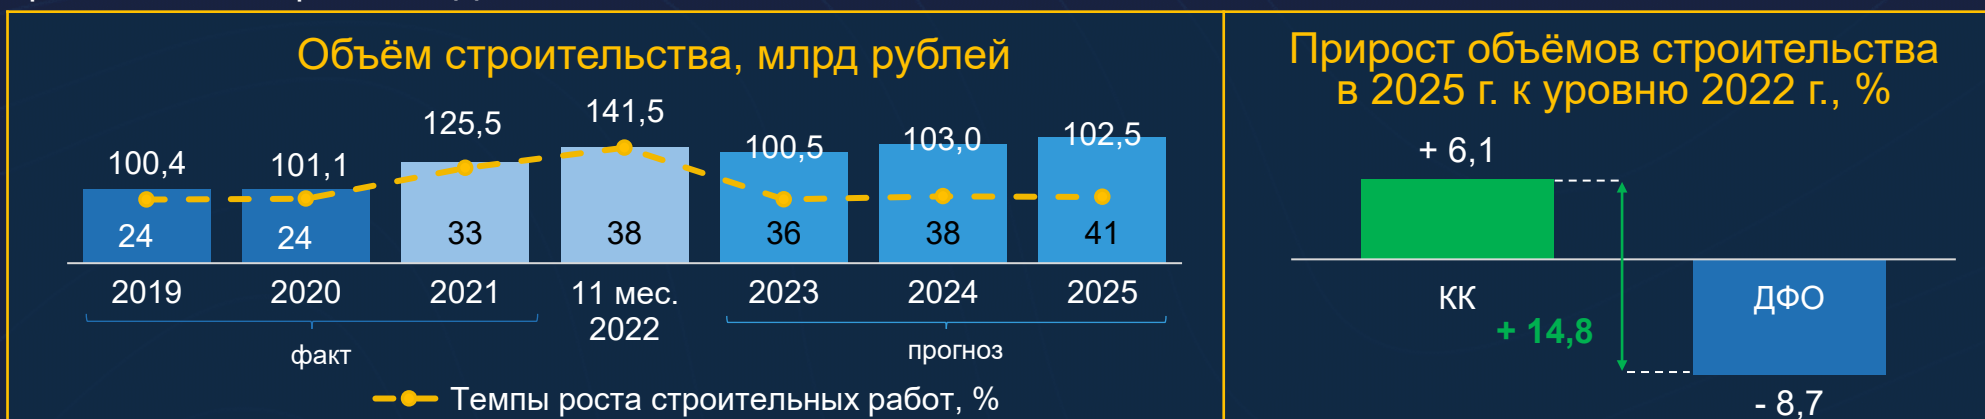 Объём строительства, млрд рублей
100,4
101,1
125,5
141,5
100,5
103,0
102,5
24
24
33
38
36
38
41
2019
2020
2021
11 мес.
2022
2023
2024
2025
факт
прогноз
Темпы роста строительных работ, %
Прирост объёмов строительства
в 2025 г. к уровню 2022 г., %
+ 6,1
КК
ДФО
+ 14,8
- 8,7